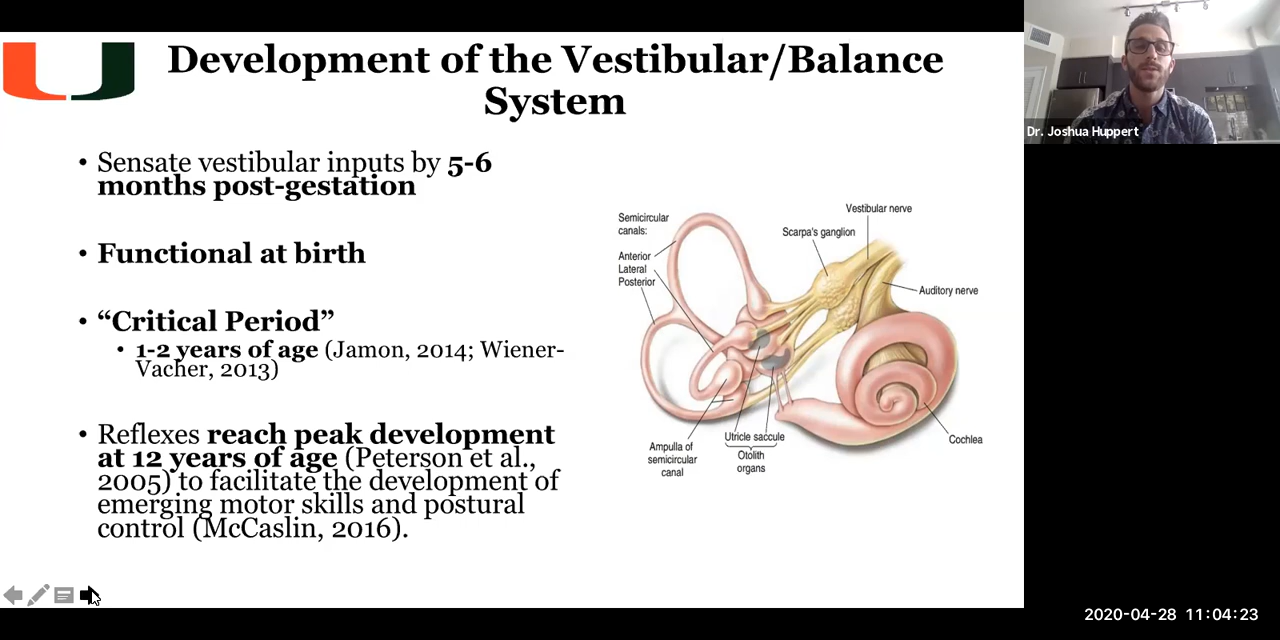 Development of the Vestibular/Balance
System
• Sensate vestibular inputs by 5-6
months post-gestation
• Functional at birth
• “Critical Period”
• 1-2 years of age (Jamon, 2014; Wiener-
Vacher, 2013)
• Reflexes reach peak development
at 12 years of age (Peterson et al.,
2005) to facilitate the development of
emerging motor skills and postural
control (McCaslin, 2016).
Semicircular
canals:
Anterior
Lateral
Posterior
Vestibular nerve
Scarpa's ganglion
Auditory nerve
Cochlea
Utricle saccule
Otolith
organs
Ampulla of
semicircular
canal
Dr. Joshua Huppert
2020-04-28 11:04:23